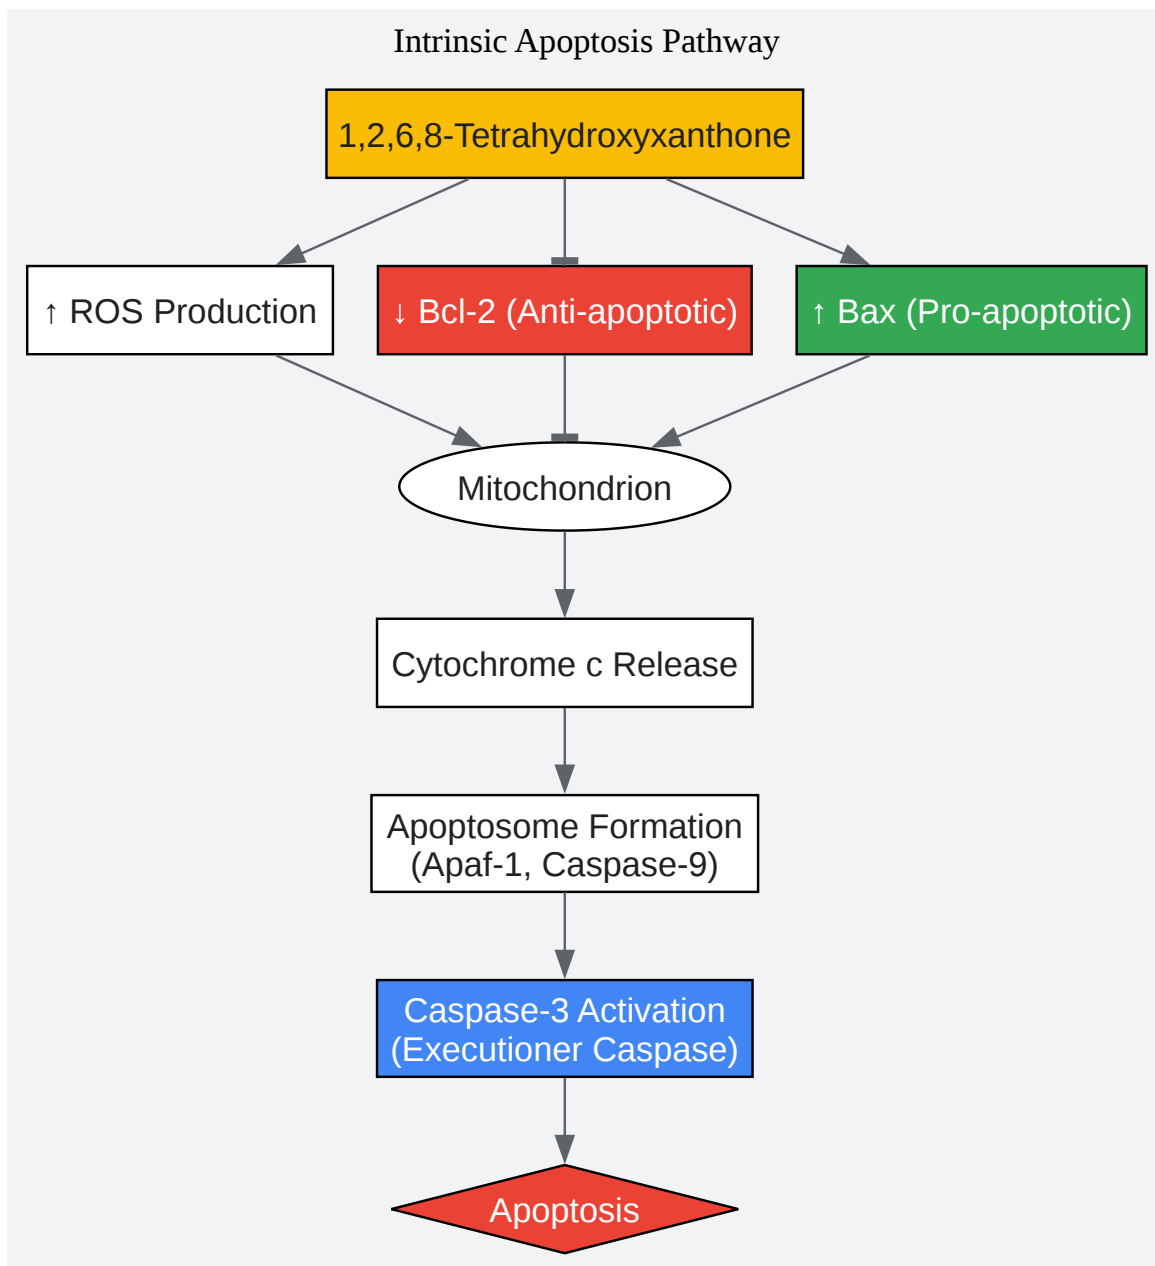 Intrinsic Apoptosis Pathway
1,2,6,8-Tetrahydroxyxanthone
↑ ROS Production
↓ Bcl-2 (Anti-apoptotic)
↑ Bax (Pro-apoptotic)
Mitochondrion
Cytochrome c Release
Apoptosome Formation
(Apaf-1, Caspase-9)
Caspase-3 Activation
(Executioner Caspase)
Apoptosis